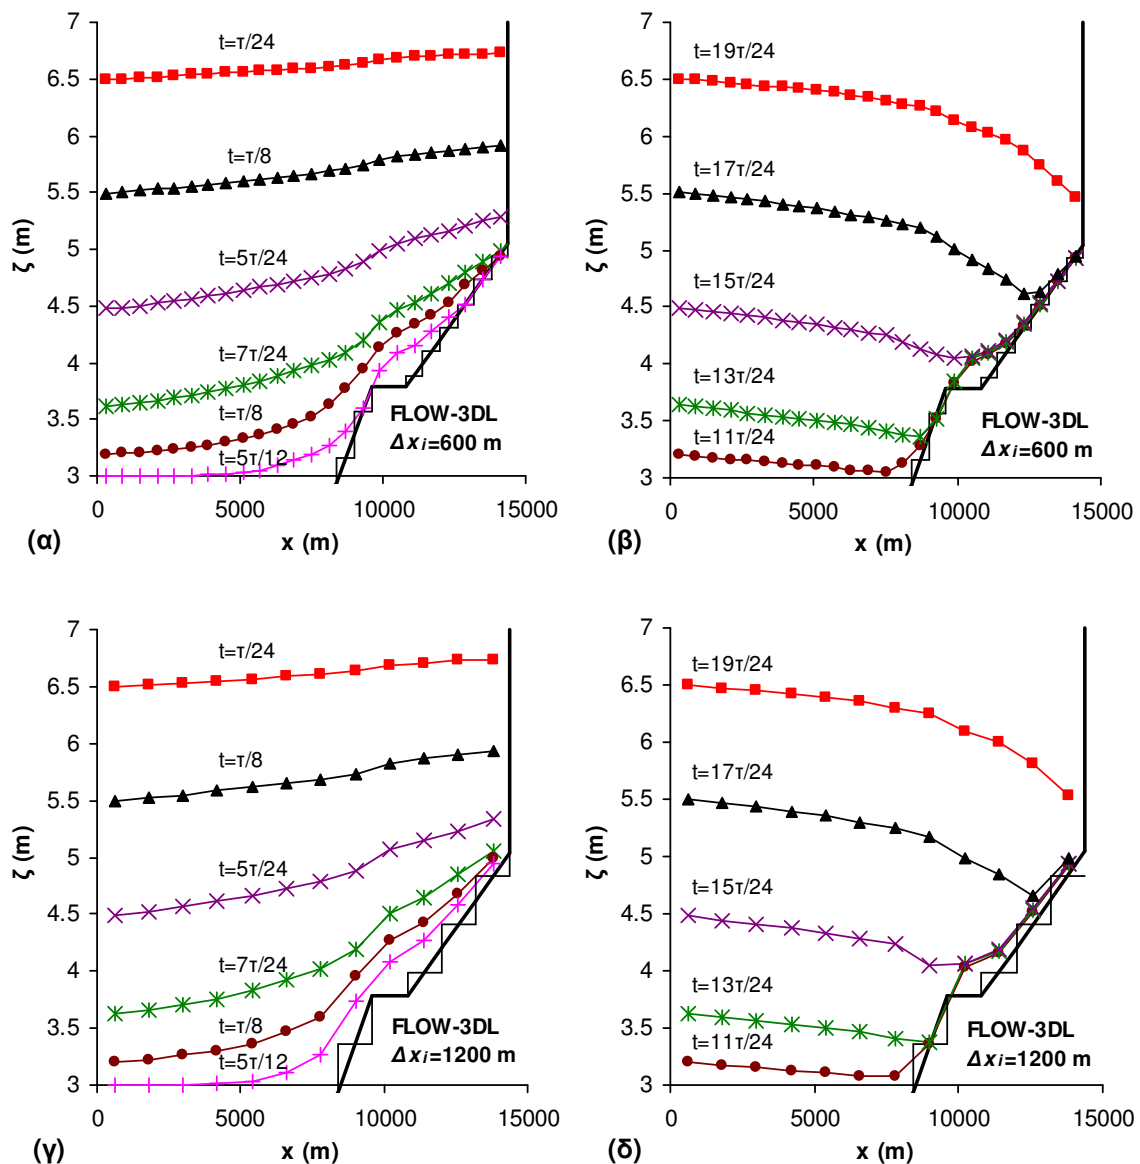 7
6.5
6
5.5
5
4.5
4
3.5
3
ζ (m)
t=τ/24
t=τ/8
t=5τ/24
t=7τ/24
t=τ/8
t=5τ/12
FLOW-3DL
Δxi=600 m
0 5000 10000 15000
x (m)
(α)
7
6.5
6
5.5
5
4.5
4
3.5
3
ζ (m)
t=19τ/24
t=17τ/24
t=15τ/24
t=13τ/24
t=11τ/24
FLOW-3DL
Δxi=600 m
0 5000 10000 15000
x (m)
(β)
7
6.5
6
5.5
5
4.5
4
3.5
3
ζ (m)
t=τ/24
t=τ/8
t=5τ/24
t=7τ/24
t=τ/8
t=5τ/12
FLOW-3DL
Δxi=1200 m
0 5000 10000 15000
x (m)
(γ)
7
6.5
6
5.5
5
4.5
4
3.5
3
ζ (m)
t=19τ/24
t=17τ/24
t=15τ/24
t=13τ/24
t=11τ/24
FLOW-3DL
Δxi=1200 m
0 5000 10000 15000
x (m)
(δ)